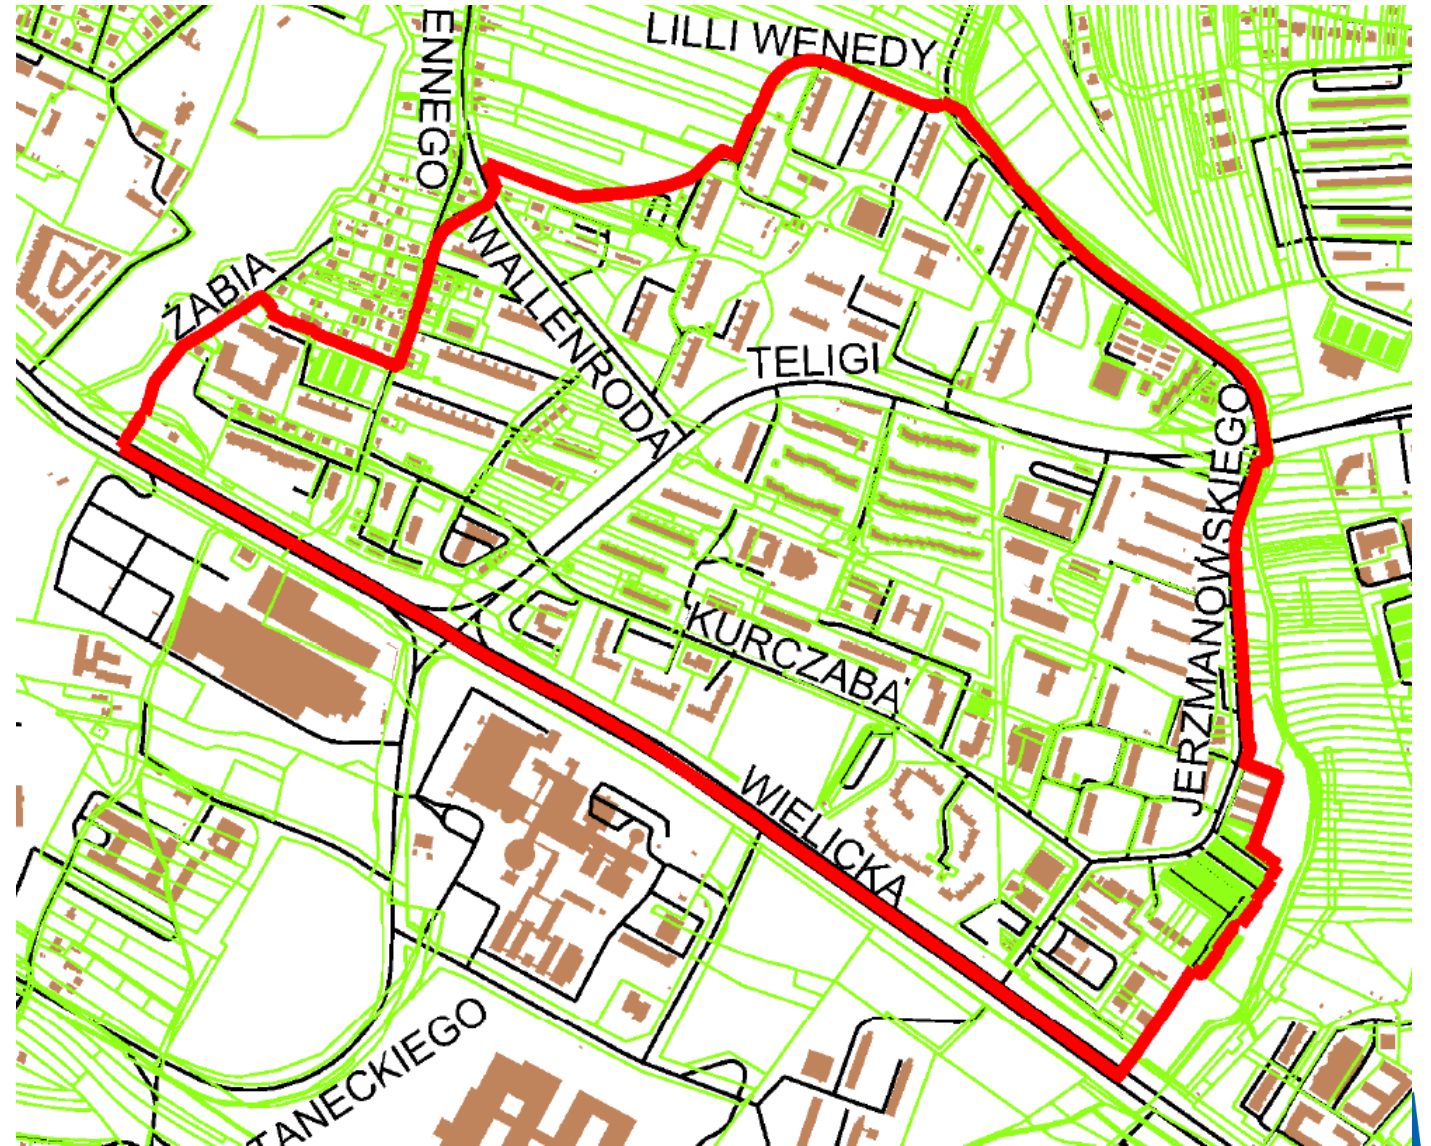 LILLI WENEDY
ENNEGO
WALLENRODA
ŻABIA
TELIGI
JERZMANOWSKIEGO
KURCZABA
WIELICKA
TANECKIEGO